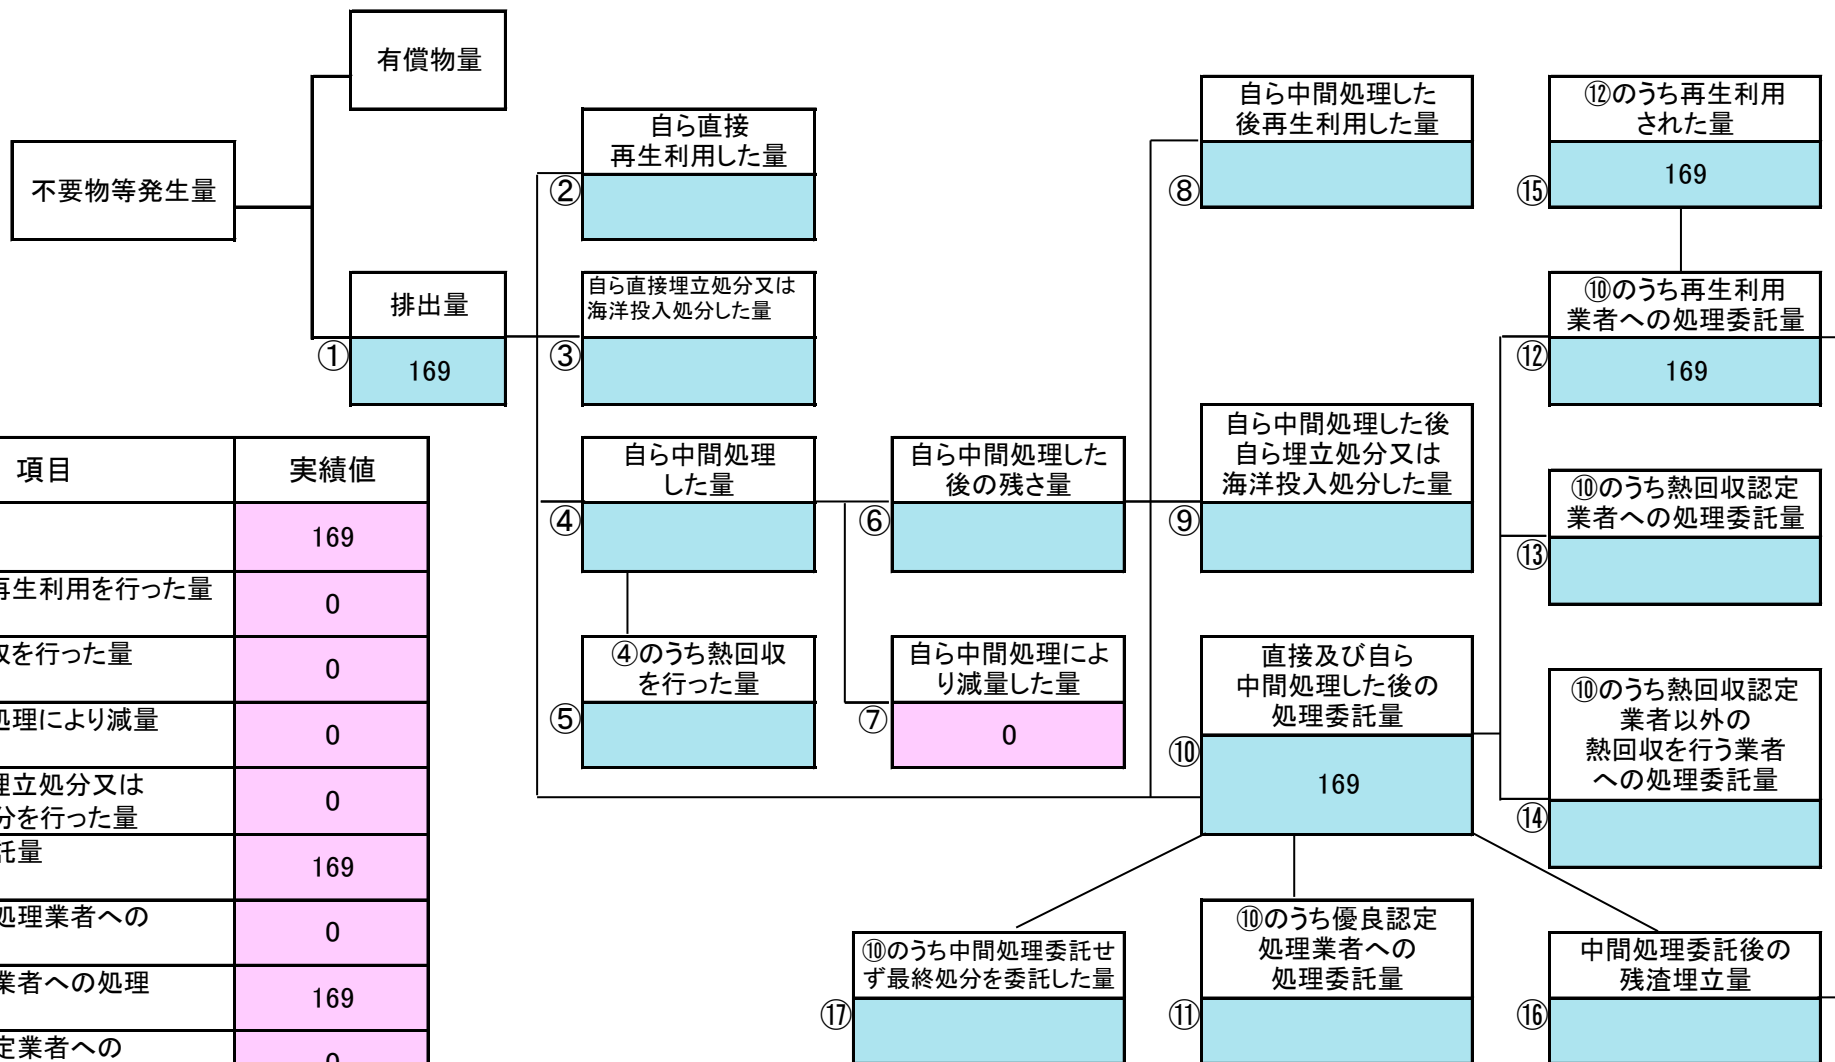 有償物量
不要物等発生量
排出量
①
169
自ら直接
再生利用した量
②
自ら直接埋立処分又は
海洋投入処分した量
③
自ら中間処理
した量
④
④のうち熱回収
を行った量
⑤
自ら中間処理した
後の残さ量
⑥
自ら中間処理によ
り減量した量
⑦
0
自ら中間処理した
後再生利用した量
⑧
自ら中間処理した後
自ら埋立処分又は
海洋投入処分した量
⑨
直接及び自ら
中間処理した後の
処理委託量
⑩
169
⑫のうち再生利用
された量
⑮
169
⑩のうち再生利用
業者への処理委託量
⑫
169
⑩のうち熱回収認定
業者への処理委託量
⑬
⑩のうち熱回収認定
業者以外の
熱回収を行う業者
への処理委託量
⑭
⑩のうち中間処理委託せ
ず最終処分を委託した量
⑰
⑩のうち優良認定
処理業者への
処理委託量
⑪
中間処理委託後の
残渣埋立量
⑯
項目
実績値
169
再生利用を行った量
0
を行った量
0
処理により減量
0
埋立処分又は
分を行った量
0
託量
169
処理業者への
0
業者への処理
169
定業者への
0